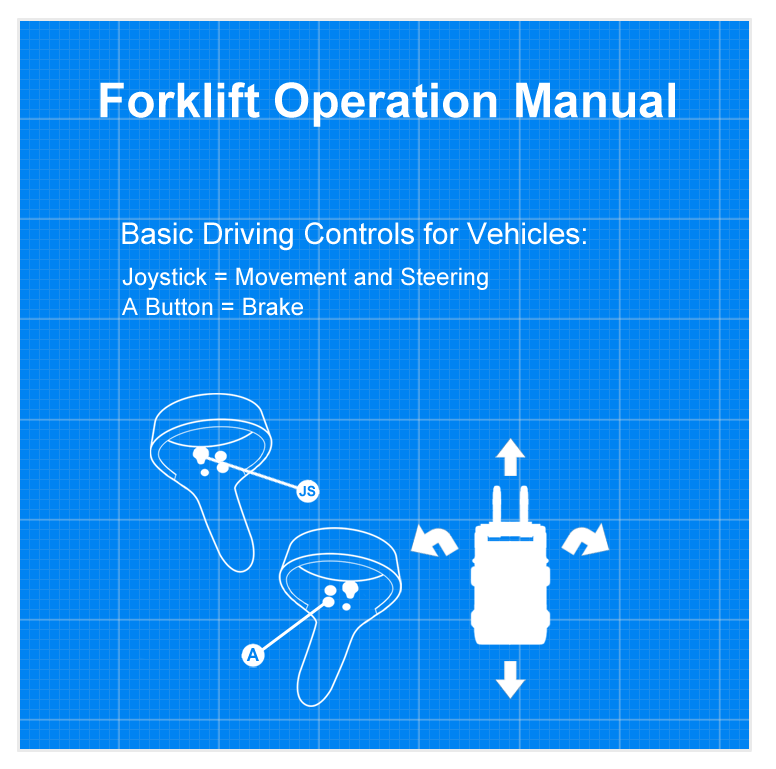 Forklift Operation Manual
Basic Driving Controls for Vehicles:
Joystick = Movement and Steering
A Button = Brake
JS
A